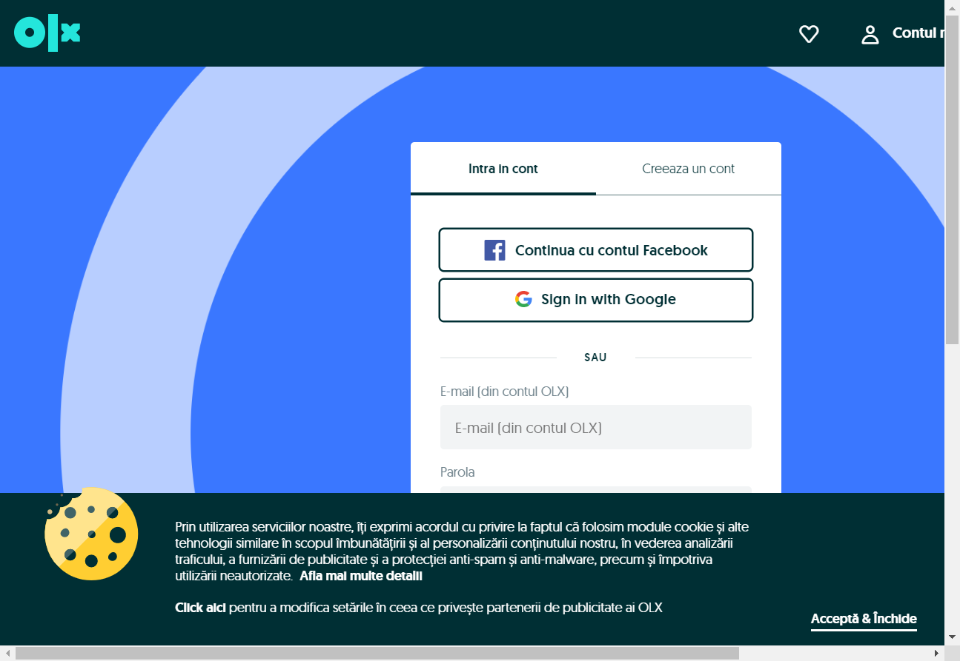 olx
Contul
Intra in cont
Creeaza un cont
Continua cu contul Facebook
Sign in with Google
SAU
E-mail (din contul OLX)
E-mail (din contul OLX)
Parola
Prin utilizarea serviciilor noastre, îți exprimi acordul cu privire la faptul că folosim module cookie și alte
tehnologii similare în scopul îmbunătățirii și al personalizării conținutului nostru, în vederea analizării
traficului, a furnizării de publicitate și a protecției anti-spam și anti-malware, precum și împotriva
utilizării neautorizate. Afla mai multe detalii
Click aici pentru a modifica setările în ceea ce privește partenerii de publicitate ai OLX
Acceptă & Închide